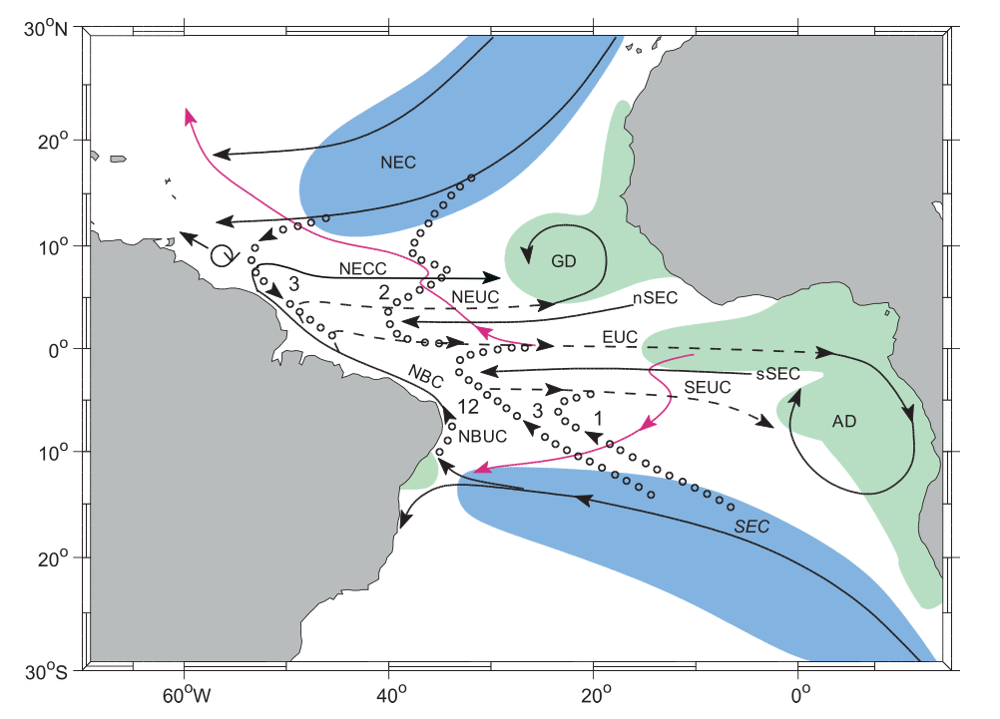 30°N
20°
NEC
10°
GD
NECC
3
2
NEUC
nSEC
EUC
0°
NBC
sSEC
SEUC
12
3
1
AD
NBUC
10°
SEC
20°
30°S
60°W
40°
20°
0°